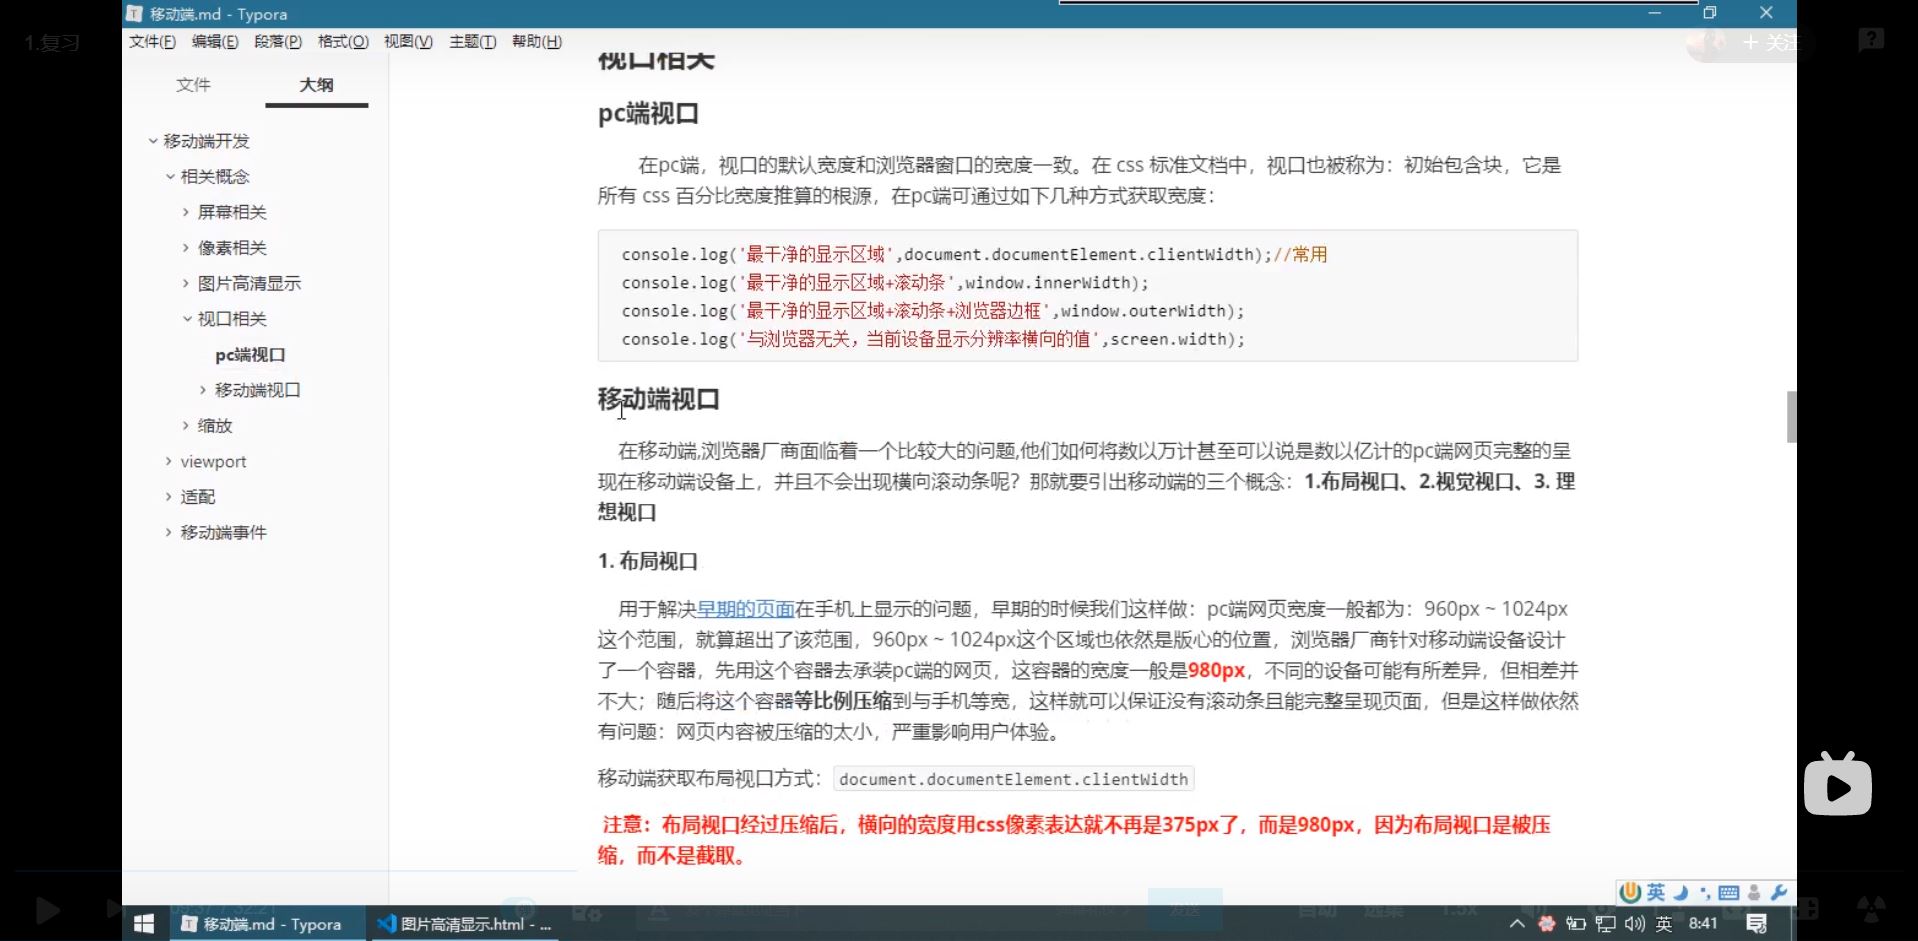 移动端.md - Typora
1.复习
文件(F) 编辑(E) 段落(P) 格式(O) 视图(V) 主题(T) 帮助(H)
+ 关注
文件 大纲
移动端开发
相关概念
屏幕相关
像素相关
图片高清显示
视口相关
pc端视口
移动端视口
缩放
viewport
适配
移动端事件
视口相关
pc端视口
在pc端，视口的默认宽度和浏览器窗口的宽度一致。在 css 标准文档中，视口也被称为：初始包含块，它是
所有 css 百分比宽度推算的根源，在pc端可通过如下几种方式获取宽度：
console.log('最干净的显示区域',document.documentElement.clientWidth);//常用
console.log('最干净的显示区域+滚动条',window.innerWidth);
console.log('最干净的显示区域+滚动条+浏览器边框',window.outerWidth);
console.log('与浏览器无关，当前设备显示分辨率横向的值',screen.width);
移动端视口
在移动端,浏览器厂商面临着一个比较大的问题,他们如何将数以万计甚至可以说是数以亿计的pc端网页完整的呈
现在移动端设备上，并且不会出现横向滚动条呢？那就要引出移动端的三个概念：1.布局视口、2.视觉视口、3. 理
想视口
1. 布局视口
用于解决早期的页面在手机上显示的问题，早期的时候我们这样做：pc端网页宽度一般都为：960px ~ 1024px
这个范围，就算超出了该范围，960px ~ 1024px这个区域也依然是版心的位置，浏览器厂商针对移动端设备设计
了一个容器，先用这个容器去承装pc端的网页，这容器的宽度一般是980px，不同的设备可能有所差异，但相差并
不大；随后将这个容器等比例压缩到与手机等宽，这样就可以保证没有滚动条且能完整呈现页面，但是这样做依然
有问题：网页内容被压缩的太小，严重影响用户体验。
移动端获取布局视口方式：document.documentElement.clientWidth
注意：布局视口经过压缩后，横向的宽度用css像素表达就不再是375px了，而是980px，因为布局视口是被压
缩，而不是截取。
英
发送
自动 选集 1.5x
移动端.md - Typora
图片高清显示.html - ...
英 8:41